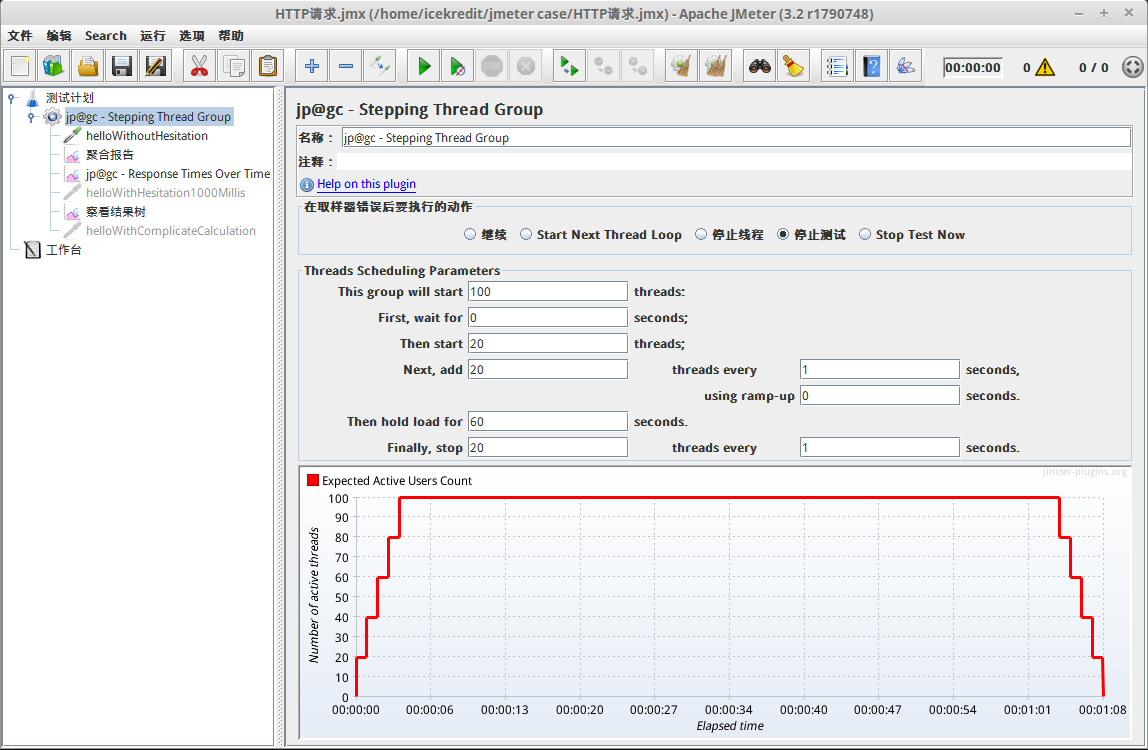 HTTP请求.jmx (/home/icekredit/jmeter case/HTTP请求.jmx) - Apache JMeter (3.2 r1790748)
文件 编辑 Search 运行 选项 帮助
STOP 00:00:00 0 0 / 0
测试计划
jp@gc - Stepping Thread Group
helloWithoutHesitation
聚合报告
jp@gc - Response Times Over Time
helloWithHesitation1000Millis
察看结果树
helloWithComplicateCalculation
工作台
jp@gc - Stepping Thread Group
名称： jp@gc - Stepping Thread Group
注释：
Help on this plugin
在取样器错误后要执行的动作
继续 Start Next Thread Loop 停止线程 停止测试 Stop Test Now
Threads Scheduling Parameters
This group will start 100 threads:
First, wait for 0 seconds;
Then start 20 threads;
Next, add 20 threads every 1 seconds,
using ramp-up 0 seconds.
Then hold load for 60 seconds.
Finally, stop 20 threads every 1 seconds.
jmeter-plugins.org
Expected Active Users Count
100
90
80
70
60
50
40
30
20
10
0
Number of active threads
00:00:00 00:00:06 00:00:13 00:00:20 00:00:27 00:00:34 00:00:40 00:00:47 00:00:54 00:01:01 00:01:08
Elapsed time